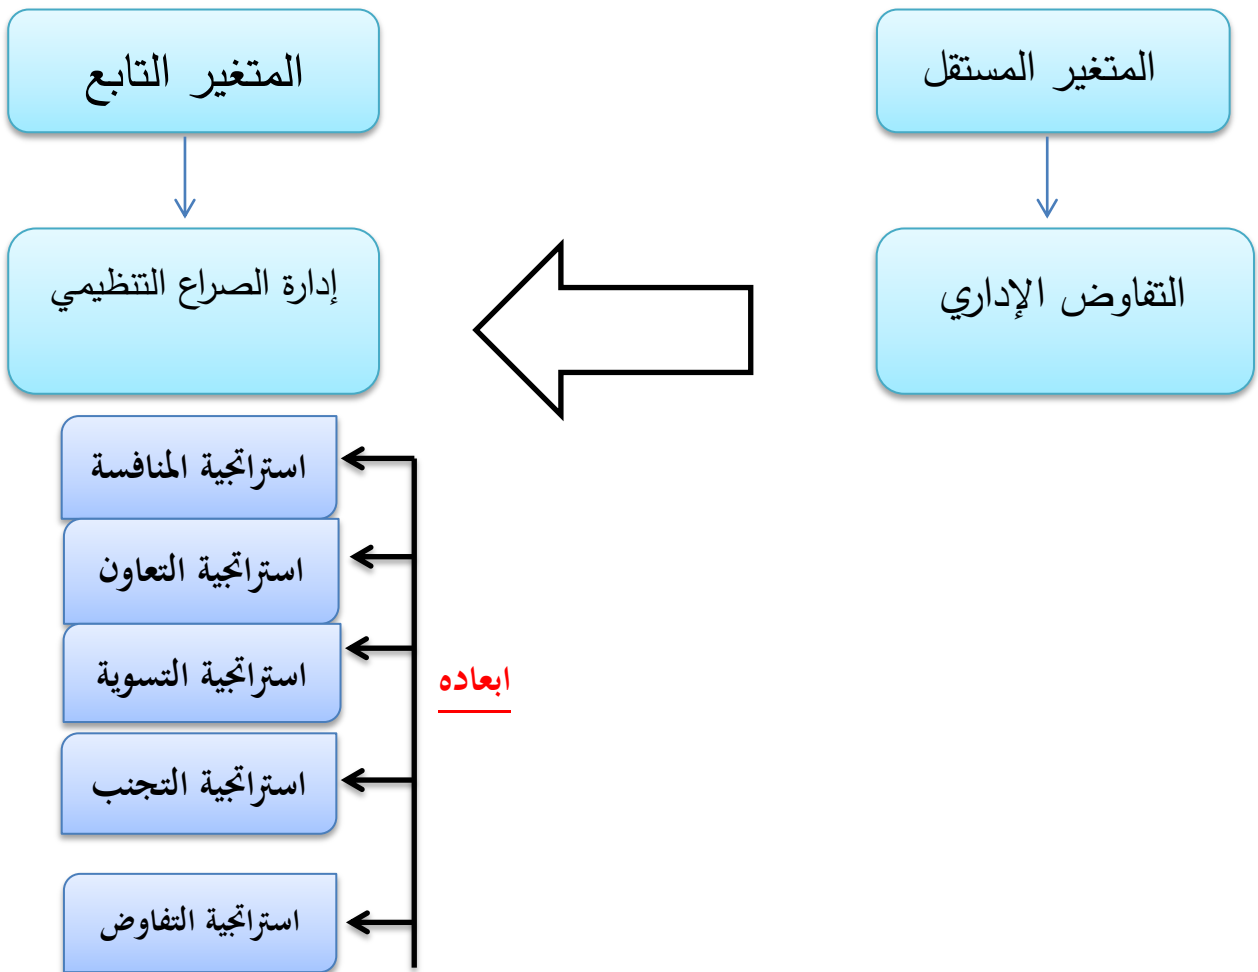 المتغير المستقل
المتغير التابع
التفاوض الإداري
إدارة الصراع التنظيمي
استراتجية المنافسة
استراتجية التعاون
استراتجية التسوية
ابعاده
استراتجية التجنب
استراتجية التفاوض